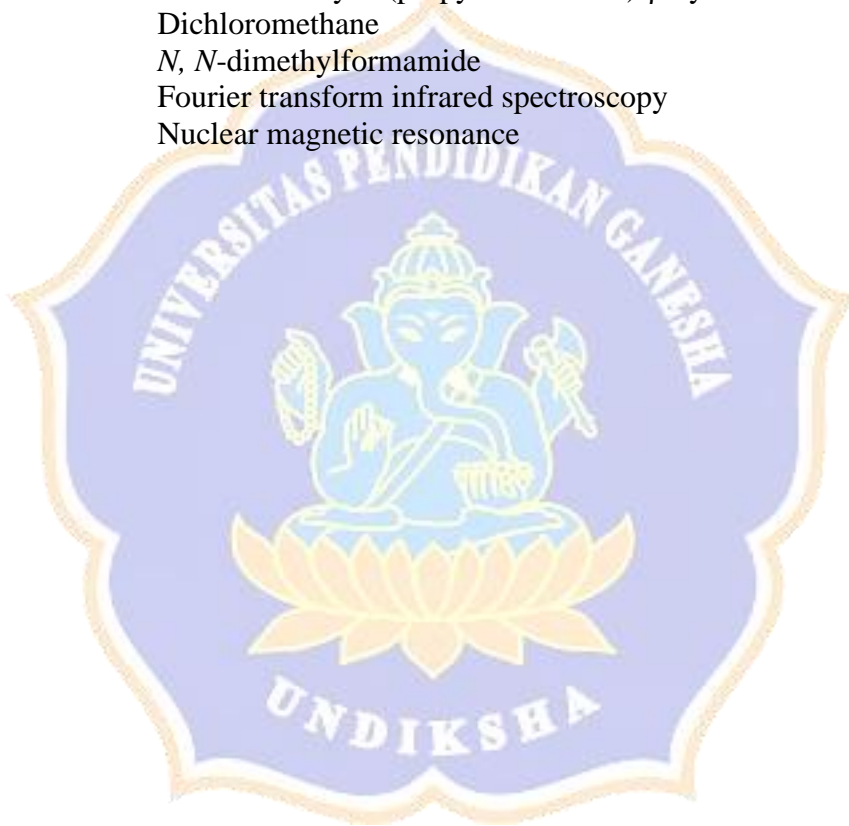 Dichloromethane
N, N-dimethylformamide
Fourier transform infrared spectroscopy
Nuclear magnetic resonance
UNIVERSITAS PENDIDIKAN GANESHA
UNDIKSHA